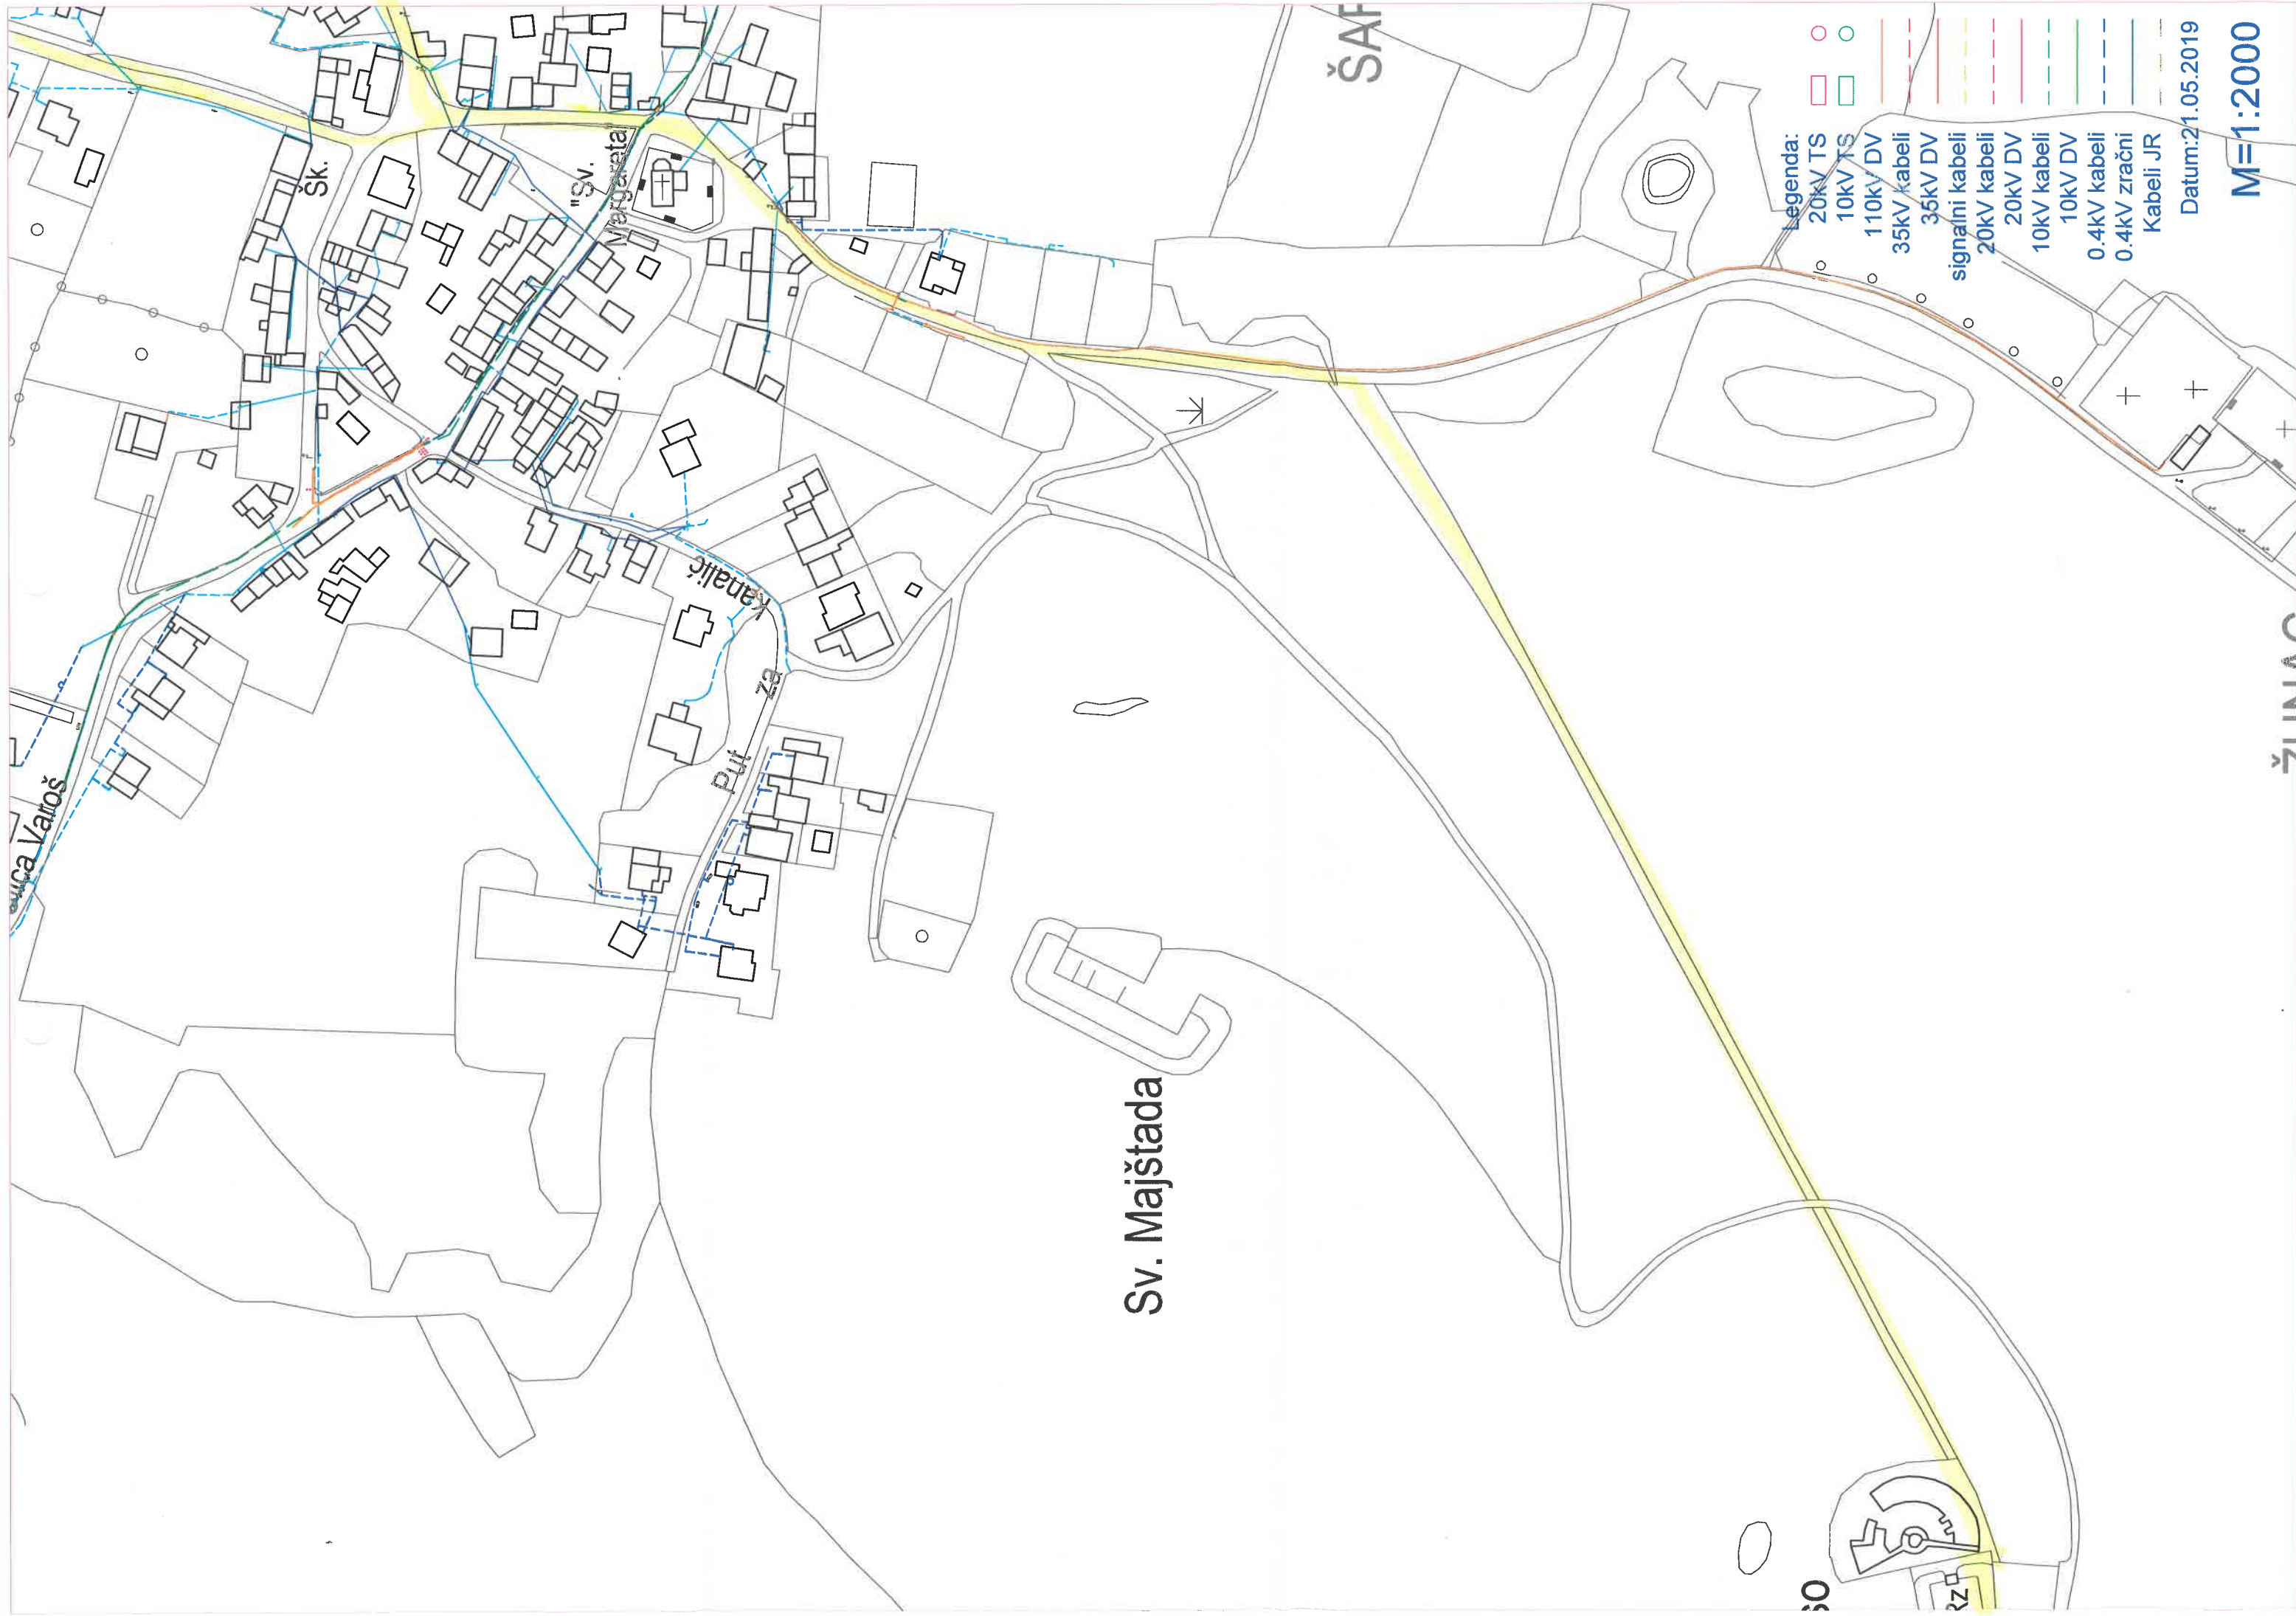 Šk.
"Sv.
Margareta
Kanalić
za
Put
Varoš
Sv. Majštada
Legenda:
20kV TS
10kV TS
110kV DV
35kV kabeli
35kV DV
signalni kabeli
20kV kabeli
20kV DV
10kV kabeli
10kV DV
0.4kV kabeli
0.4kV zračni
Kabeli JR
Datum:21.05.2019
M=1:2000